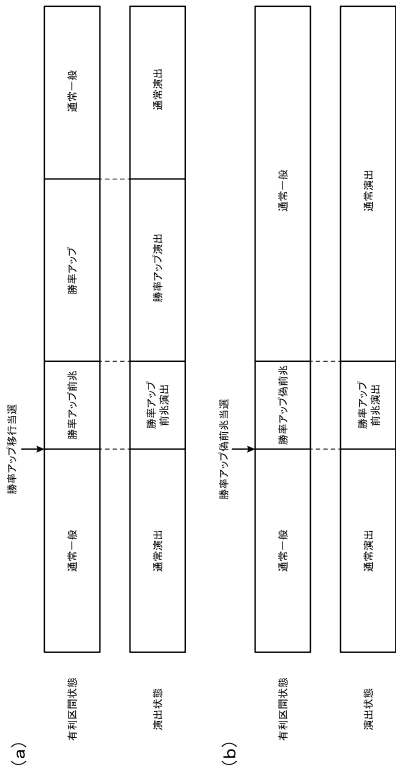 (a)
勝率アップ移行当選
有利区間状態
通常一般
勝率アップ前兆
勝率アップ
通常一般
演出状態
通常演出
勝率アップ
前兆演出
勝率アップ演出
通常演出
(b)
勝率アップ偽前兆当選
有利区間状態
通常一般
勝率アップ偽前兆
通常一般
演出状態
通常演出
勝率アップ
前兆演出
通常演出